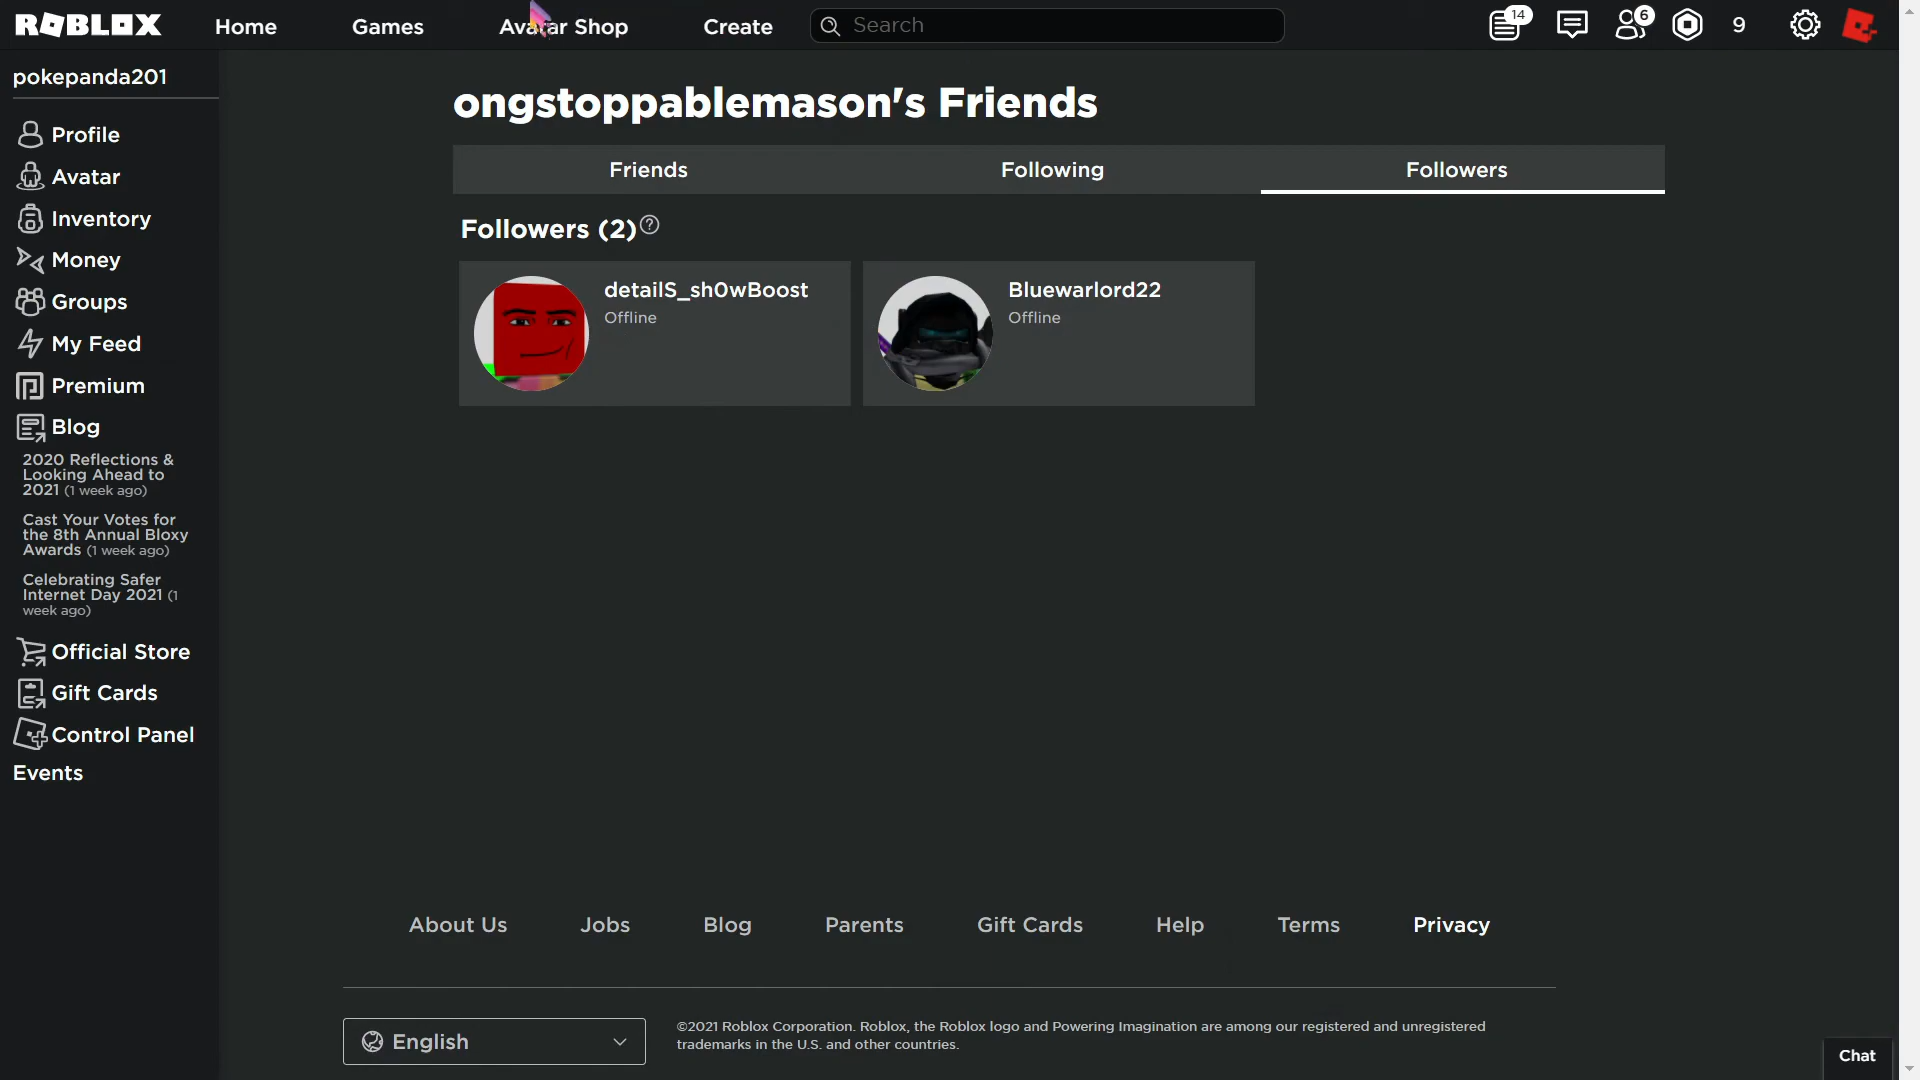 ROBLOX
Home
Games
Avatar Shop
Create
Search
14
6
9
pokepanda201
Profile
Avatar
Inventory
Money
Groups
My Feed
Premium
Blog
2020 Reflections &
Looking Ahead to
2021 (1 week ago)
Cast Your Votes for
the 8th Annual Bloxy
Awards (1 week ago)
Celebrating Safer
Internet Day 2021 (1
week ago)
Official Store
Gift Cards
Control Panel
Events
ongstoppablemason's Friends
Friends
Following
Followers
Followers (2)
detailS_sh0wBoost
Offline
Bluewarlord22
Offline
About Us
Jobs
Blog
Parents
Gift Cards
Help
Terms
Privacy
English
©2021 Roblox Corporation. Roblox, the Roblox logo and Powering Imagination are among our registered and unregistered
trademarks in the U.S. and other countries.
Chat